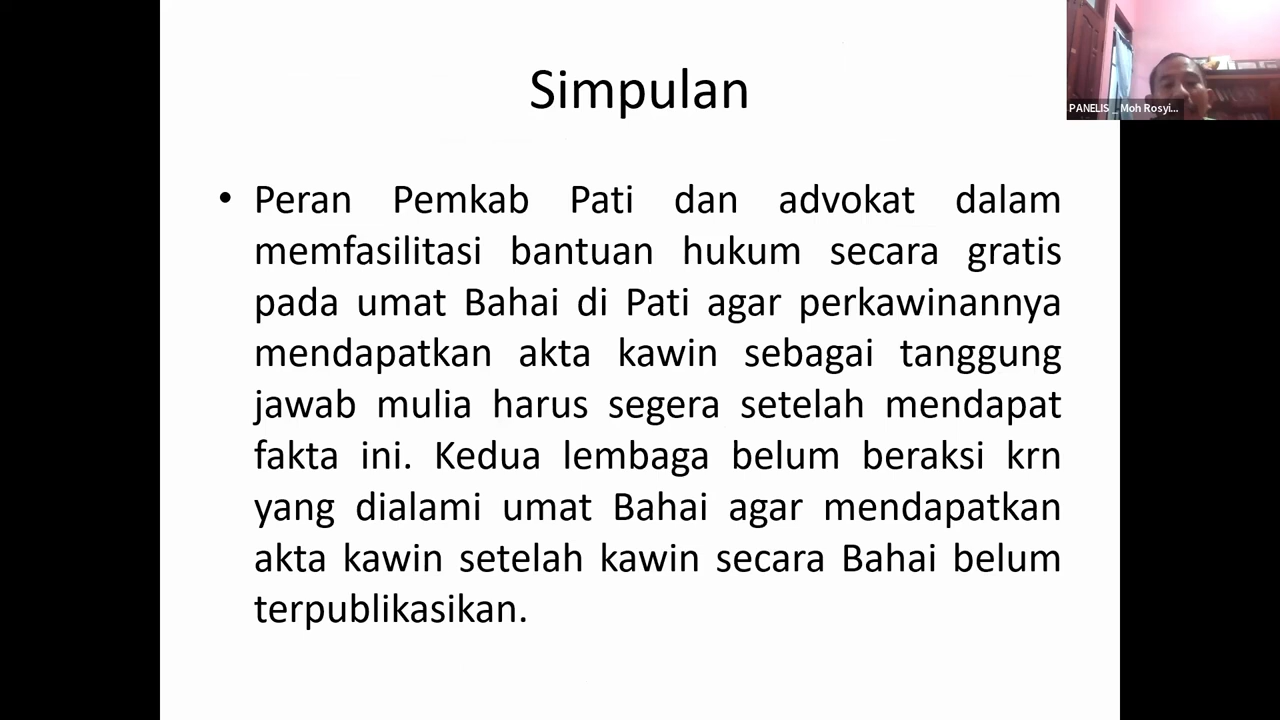 Simpulan
PANELIS _ Moh Rosyi...
• Peran Pemkab Pati dan advokat dalam
memfasilitasi bantuan hukum secara gratis
pada umat Bahai di Pati agar perkawinannya
mendapatkan akta kawin sebagai tanggung
jawab mulia harus segera setelah mendapat
fakta ini. Kedua lembaga belum beraksi krn
yang dialami umat Bahai agar mendapatkan
akta kawin setelah kawin secara Bahai belum
terpublikasikan.